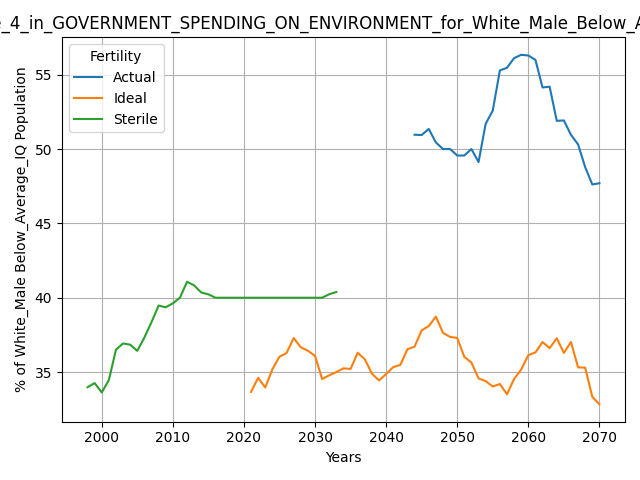 _4_in_GOVERNMENT_SPENDING_ON_ENVIRONMENT_for_White_Male_Below_A
Fertility
Actual
Ideal
Sterile
% of White_Male Below_Average_IQ Population
55
50
45
40
35
2000 2010 2020 2030 2040 2050 2060 2070
Years